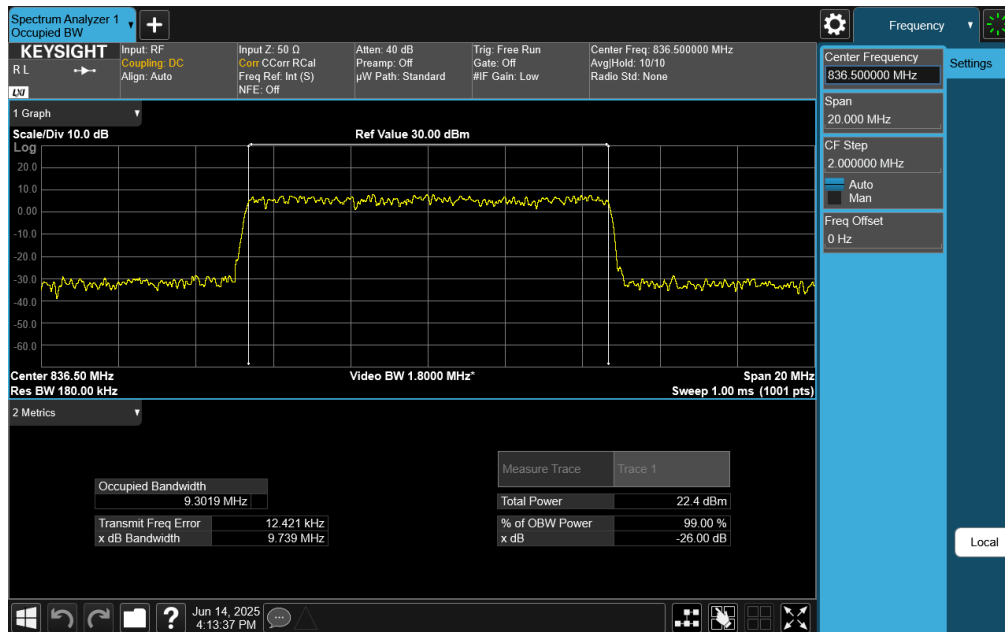 Spectrum Analyzer 1
Occupied BW
Frequency
KEYSIGHT
R L
LXI
Input: RF
Coupling: DC
Align: Auto
Input Z: 50 Ω
Corr CCorr RCal
Freq Ref: Int (S)
NFE: Off
Atten: 40 dB
Preamp: Off
µW Path: Standard
Trig: Free Run
Gate: Off
#IF Gain: Low
Center Freq: 836.500000 MHz
Avg|Hold: 10/10
Radio Std: None
Center Frequency
836.500000 MHz
Settings
Span
20.000 MHz
CF Step
2.000000 MHz
Auto
Man
Freq Offset
0 Hz
1 Graph
Scale/Div 10.0 dB
Ref Value 30.00 dBm
Log
20.0
10.0
0.00
-10.0
-20.0
-30.0
-40.0
-50.0
-60.0
Center 836.50 MHz
Video BW 1.8000 MHz*
Span 20 MHz
Res BW 180.00 kHz
Sweep 1.00 ms (1001 pts)
2 Metrics
Measure Trace Trace 1
Occupied Bandwidth
9.3019 MHz
Total Power 22.4 dBm
Transmit Freq Error 12.421 kHz
% of OBW Power 99.00 %
x dB Bandwidth 9.739 MHz
x dB -26.00 dB
Local
?
Jun 14, 2025
4:13:37 PM